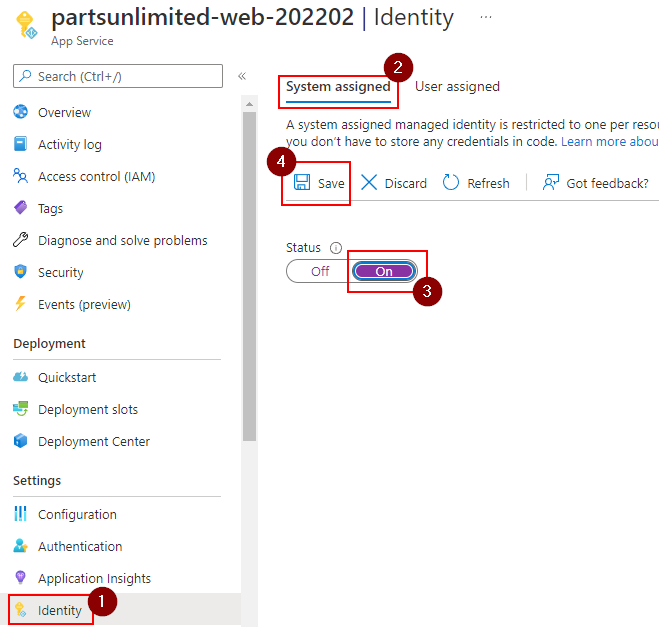 partsunlimited-web-202202 | Identity ...
App Service
Search (Ctrl+/)
«
Overview
Activity log
Access control (IAM)
Tags
Diagnose and solve problems
Security
Events (preview)
Deployment
Quickstart
Deployment slots
Deployment Center
Settings
Configuration
Authentication
Application Insights
Identity
1
2
System assigned User assigned
A system assigned managed identity is restricted to one per reso
you don't have to store any credentials in code. Learn more abou
4
Save Discard Refresh Got feedback?
Status
Off On
3